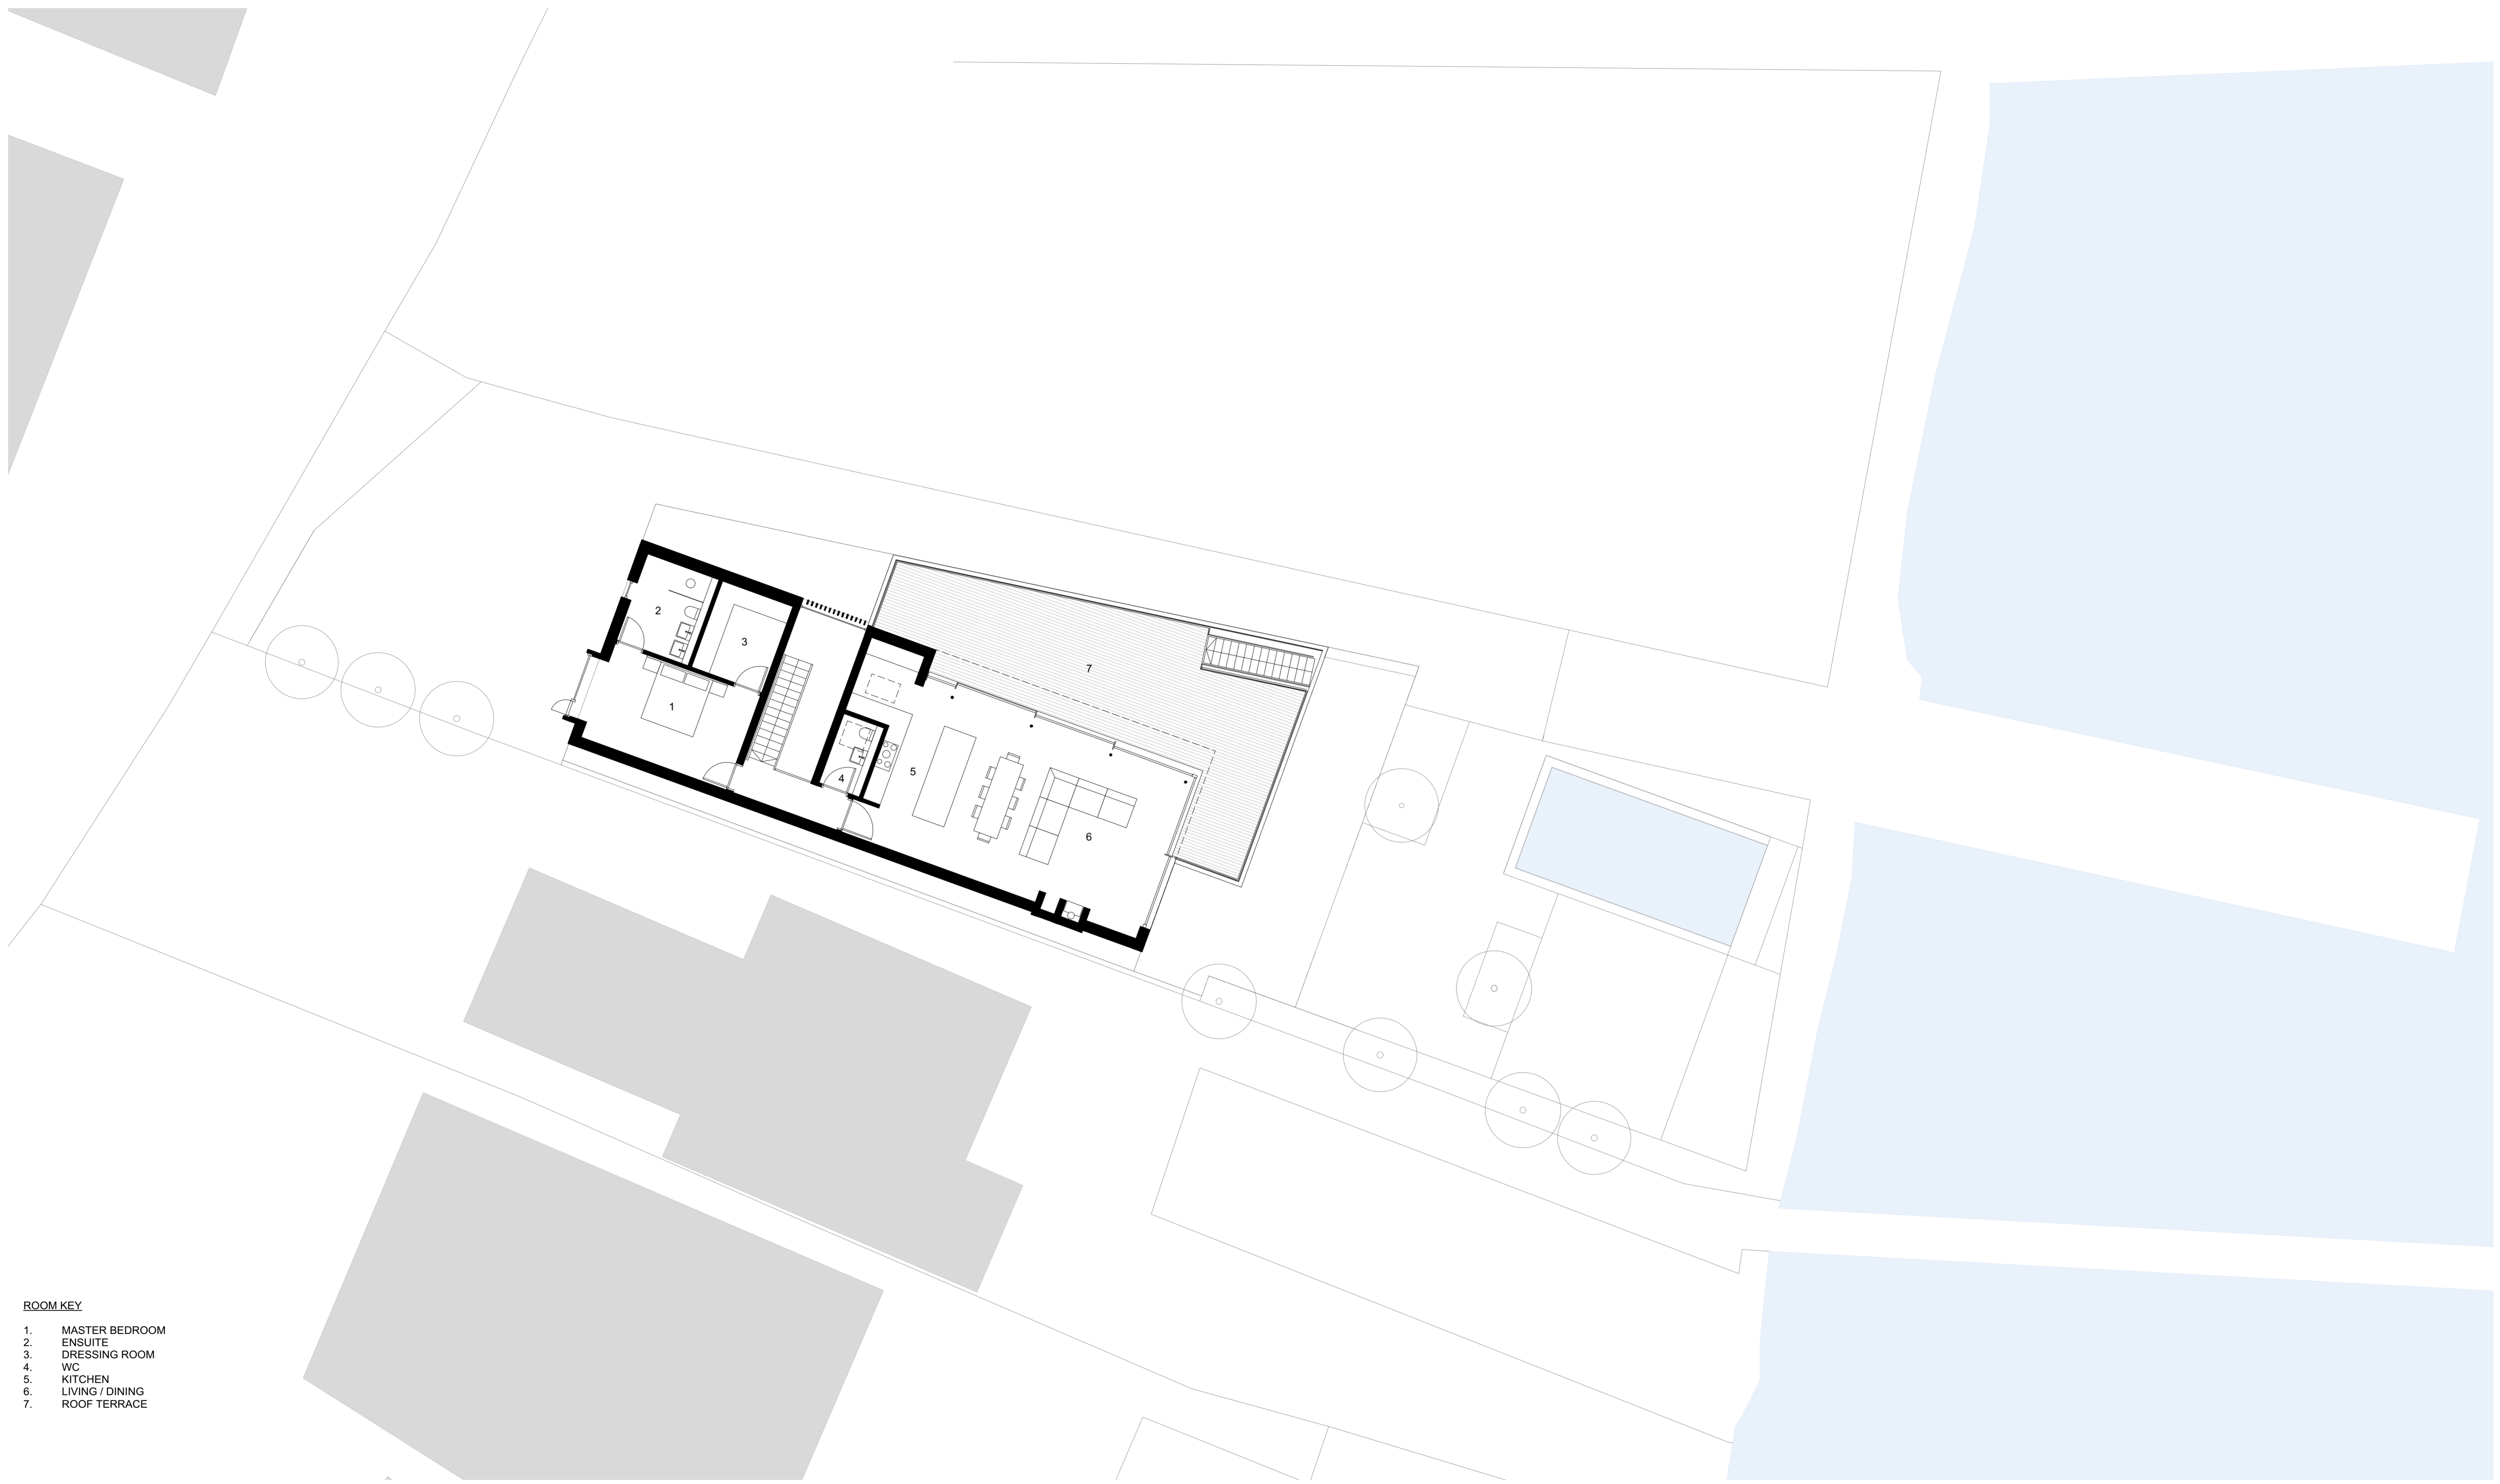 2
3
7
1
5
4
6
ROOM KEY
1. MASTER BEDROOM
2. ENSUITE
3. DRESSING ROOM
4. WC
5. KITCHEN
6. LIVING / DINING
7. ROOF TERRACE